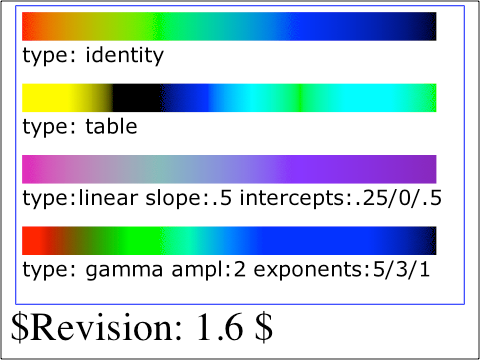 type: identity
type: table
type:linear slope:.5 intercepts:.25/0/.5
type: gamma ampl:2 exponents:5/3/1
$Revision: 1.6 $